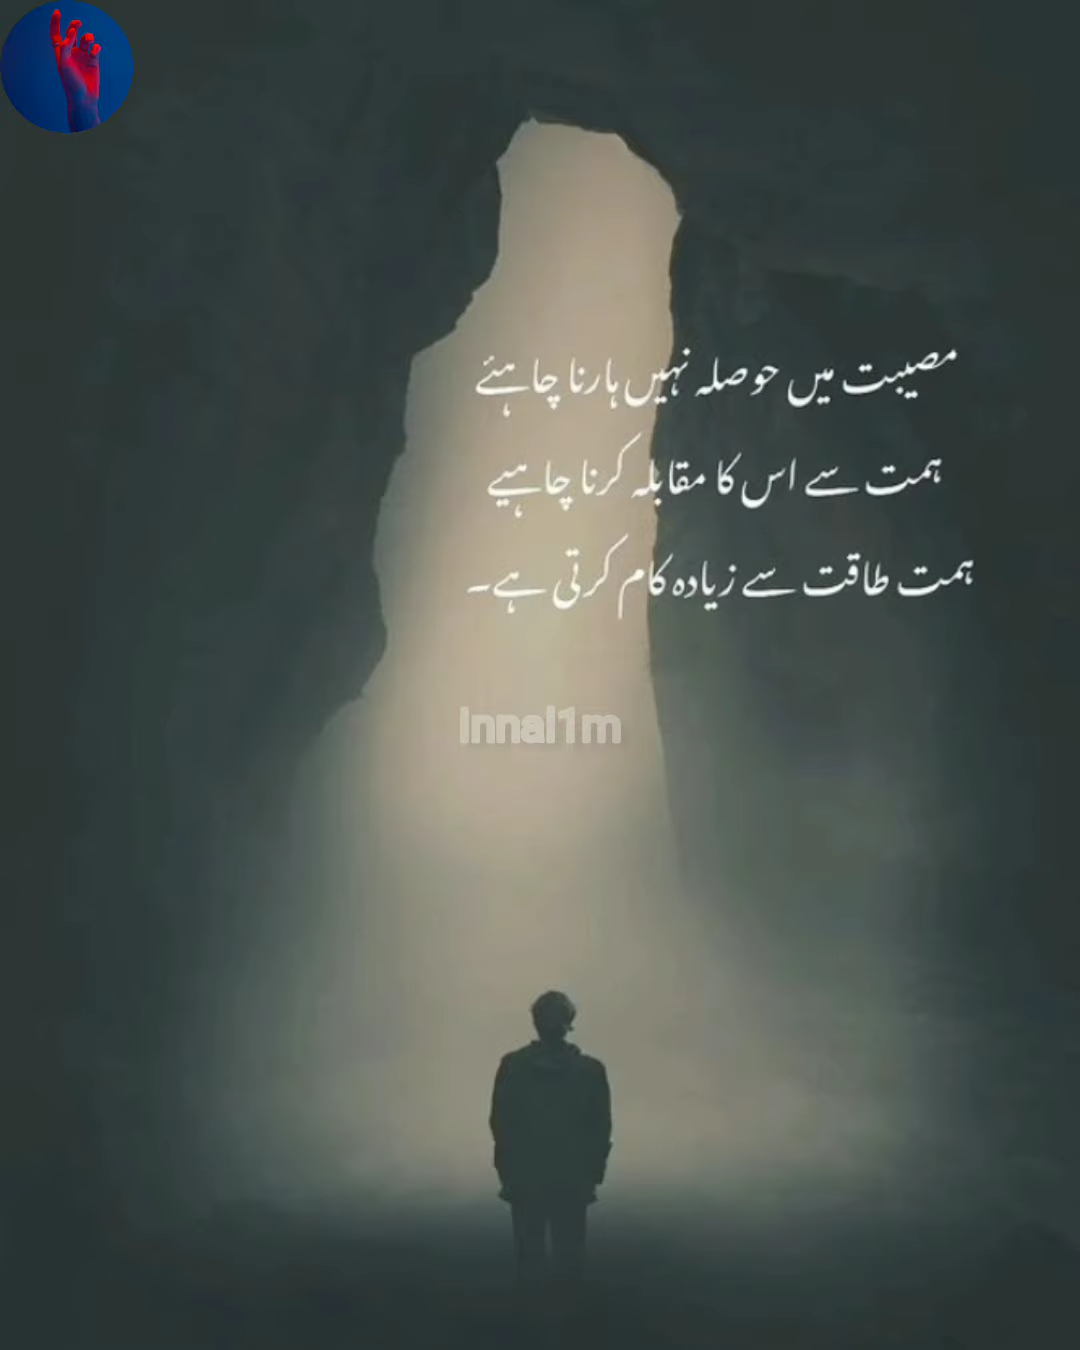 مصیبت میں حوصلہ نہیں ہارنا چاہئے
ہمت سے اس کا مقابلہ کرنا چاہیے
ہمت طاقت سے زیادہ کام کرتی ہے۔
Innal1m